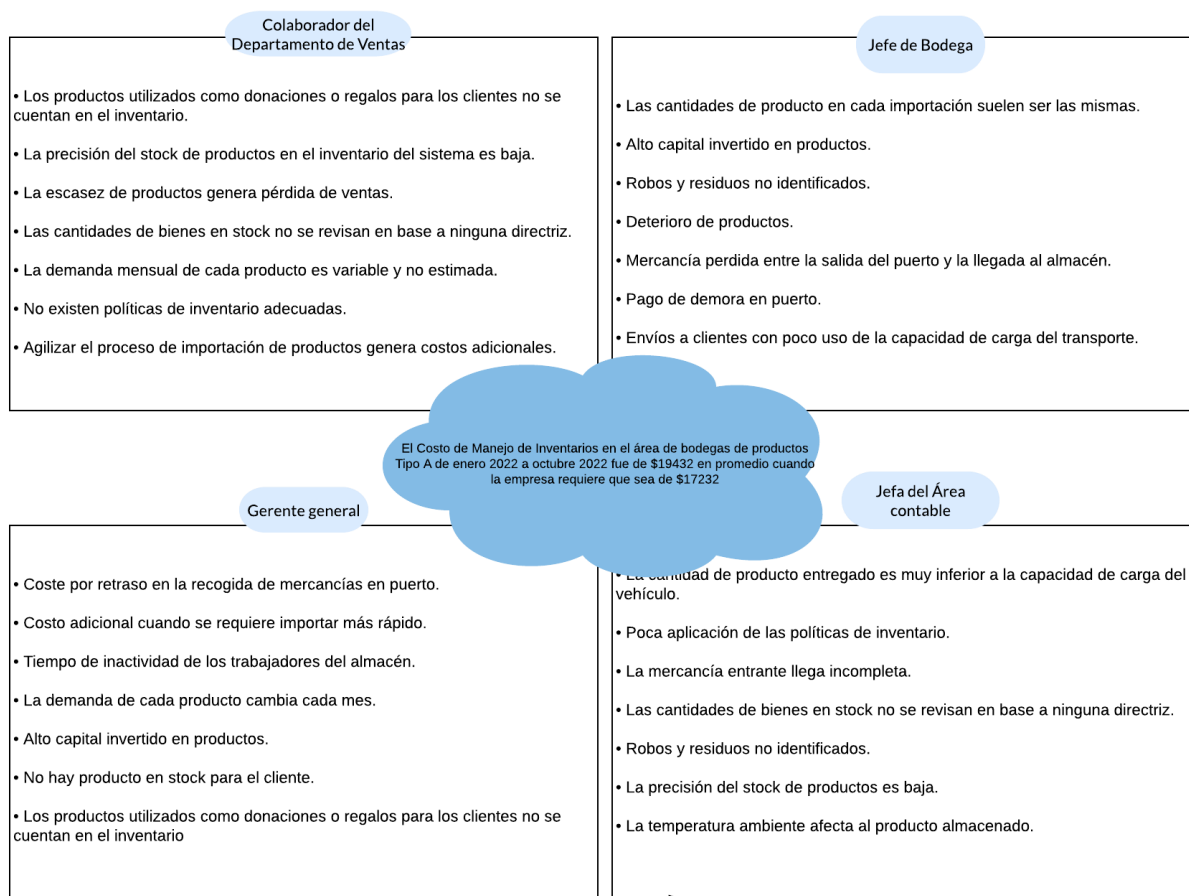 Colaborador del
Departamento de Ventas
• Los productos utilizados como donaciones o regalos para los clientes no se
cuentan en el inventario.
• La precisión del stock de productos en el inventario del sistema es baja.
• La escasez de productos genera pérdida de ventas.
• Las cantidades de bienes en stock no se revisan en base a ninguna directriz.
• La demanda mensual de cada producto es variable y no estimada.
• No existen políticas de inventario adecuadas.
• Agilizar el proceso de importación de productos genera costos adicionales.
Jefe de Bodega
• Las cantidades de producto en cada importación suelen ser las mismas.
• Alto capital invertido en productos.
• Robos y residuos no identificados.
• Deterioro de productos.
• Mercancía perdida entre la salida del puerto y la llegada al almacén.
• Pago de demora en puerto.
• Envíos a clientes con poco uso de la capacidad de carga del transporte.
El Costo de Manejo de Inventarios en el área de bodegas de productos
Tipo A de enero 2022 a octubre 2022 fue de $19432 en promedio cuando
la empresa requiere que sea de $17232
Gerente general
• Coste por retraso en la recogida de mercancías en puerto.
• Costo adicional cuando se requiere importar más rápido.
• Tiempo de inactividad de los trabajadores del almacén.
• La demanda de cada producto cambia cada mes.
• Alto capital invertido en productos.
• No hay producto en stock para el cliente.
• Los productos utilizados como donaciones o regalos para los clientes no se
cuentan en el inventario
Jefa del Área
contable
• La cantidad de producto entregado es muy inferior a la capacidad de carga del
vehículo.
• Poca aplicación de las políticas de inventario.
• La mercancía entrante llega incompleta.
• Las cantidades de bienes en stock no se revisan en base a ninguna directriz.
• Robos y residuos no identificados.
• La precisión del stock de productos es baja.
• La temperatura ambiente afecta al producto almacenado.